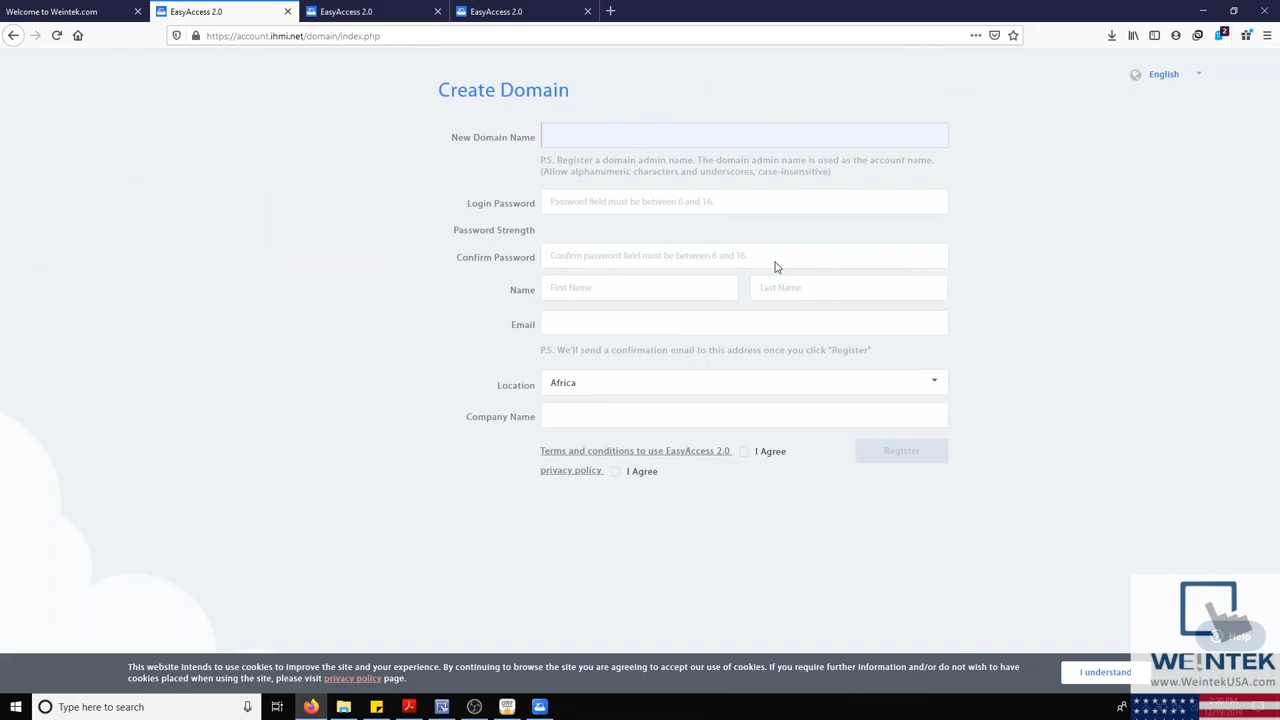 Welcome to Weintek.com
EasyAccess 2.0
EasyAccess 2.0
EasyAccess 2.0
https://account.ihmi.net/domain/index.php
2
English
Create Domain
New Domain Name
P.S. Register a domain admin name. The domain admin name is used as the account name.
(Allow alphanumeric characters and underscores, case-insensitive)
Login Password
Password field must be between 6 and 16.
Password Strength
Confirm Password
Confirm password field must be between 6 and 16.
Name
First Name
Last Name
Email
P.S. We'll send a confirmation email to this address once you click "Register"
Location
Africa
Company Name
Terms and conditions to use EasyAccess 2.0
I Agree
Register
privacy policy
I Agree
Help
This website intends to use cookies to improve the site and your experience. By continuing to browse the site you are agreeing to accept our use of cookies. If you require further information and/or do not wish to have
cookies placed when using the site, please visit privacy policy page.
I understand
WEINTEK
www.WeintekUSA.com
Type here to search
2:30 PM
12/19/2019